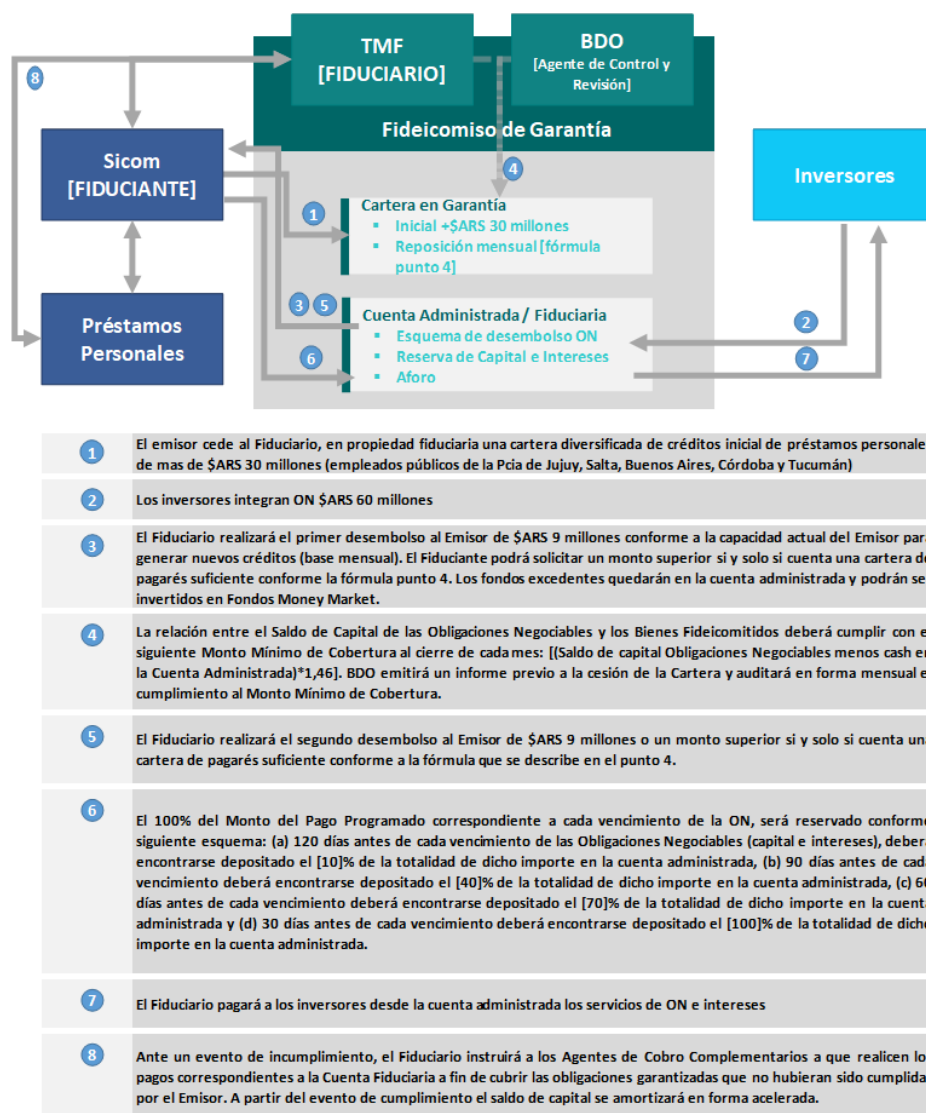 TMF
[FIDUCIARIO]
BDO
[Agente de Control y
Revisión]
8
Fideicomiso de Garantía
Sicom
[FIDUCIANTE]
Inversores
4
1
Cartera en Garantía
▪ Inicial +$ARS 30 millones
▪ Reposición mensual [fórmula
punto 4]
3 5
Cuenta Administrada / Fiduciaria
▪ Esquema de desembolso ON
▪ Reserva de Capital e Intereses
▪ Aforo
2
7
6
Préstamos
Personales
1
El emisor cede al Fiduciario, en propiedad fiduciaria una cartera diversificada de créditos inicial de préstamos personale
de mas de $ARS 30 millones (empleados públicos de la Pcia de Jujuy, Salta, Buenos Aires, Córdoba y Tucumán)
2
Los inversores integran ON $ARS 60 millones
3
El Fiduciario realizará el primer desembolso al Emisor de $ARS 9 millones conforme a la capacidad actual del Emisor para
generar nuevos créditos (base mensual). El Fiduciante podrá solicitar un monto superior si y solo si cuenta una cartera de
pagarés suficiente conforme la fórmula punto 4. Los fondos excedentes quedarán en la cuenta administrada y podrán se
invertidos en Fondos Money Market.
4
La relación entre el Saldo de Capital de las Obligaciones Negociables y los Bienes Fideicomitidos deberá cumplir con e
siguiente Monto Mínimo de Cobertura al cierre de cada mes: [(Saldo de capital Obligaciones Negociables menos cash en
la Cuenta Administrada)*1,46]. BDO emitirá un informe previo a la cesión de la Cartera y auditará en forma mensual e
cumplimiento al Monto Mínimo de Cobertura.
5
El Fiduciario realizará el segundo desembolso al Emisor de $ARS 9 millones o un monto superior si y solo si cuenta una
cartera de pagarés suficiente conforme a la fórmula que se describe en el punto 4.
6
El 100% del Monto del Pago Programado correspondiente a cada vencimiento de la ON, será reservado conforme
siguiente esquema: (a) 120 días antes de cada vencimiento de las Obligaciones Negociables (capital e intereses), deberá
encontrarse depositado el [10]% de la totalidad de dicho importe en la cuenta administrada, (b) 90 días antes de cada
vencimiento deberá encontrarse depositado el [40]% de la totalidad de dicho importe en la cuenta administrada, (c) 60
días antes de cada vencimiento deberá encontrarse depositado el [70]% de la totalidad de dicho importe en la cuenta
administrada y (d) 30 días antes de cada vencimiento deberá encontrarse depositado el [100]% de la totalidad de dicho
importe en la cuenta administrada.
7
El Fiduciario pagará a los inversores desde la cuenta administrada los servicios de ON e intereses
8
Ante un evento de incumplimiento, el Fiduciario instruirá a los Agentes de Cobro Complementarios a que realicen lo
pagos correspondientes a la Cuenta Fiduciaria a fin de cubrir las obligaciones garantizadas que no hubieran sido cumplida
por el Emisor. A partir del evento de cumplimiento el saldo de capital se amortizará en forma acelerada.